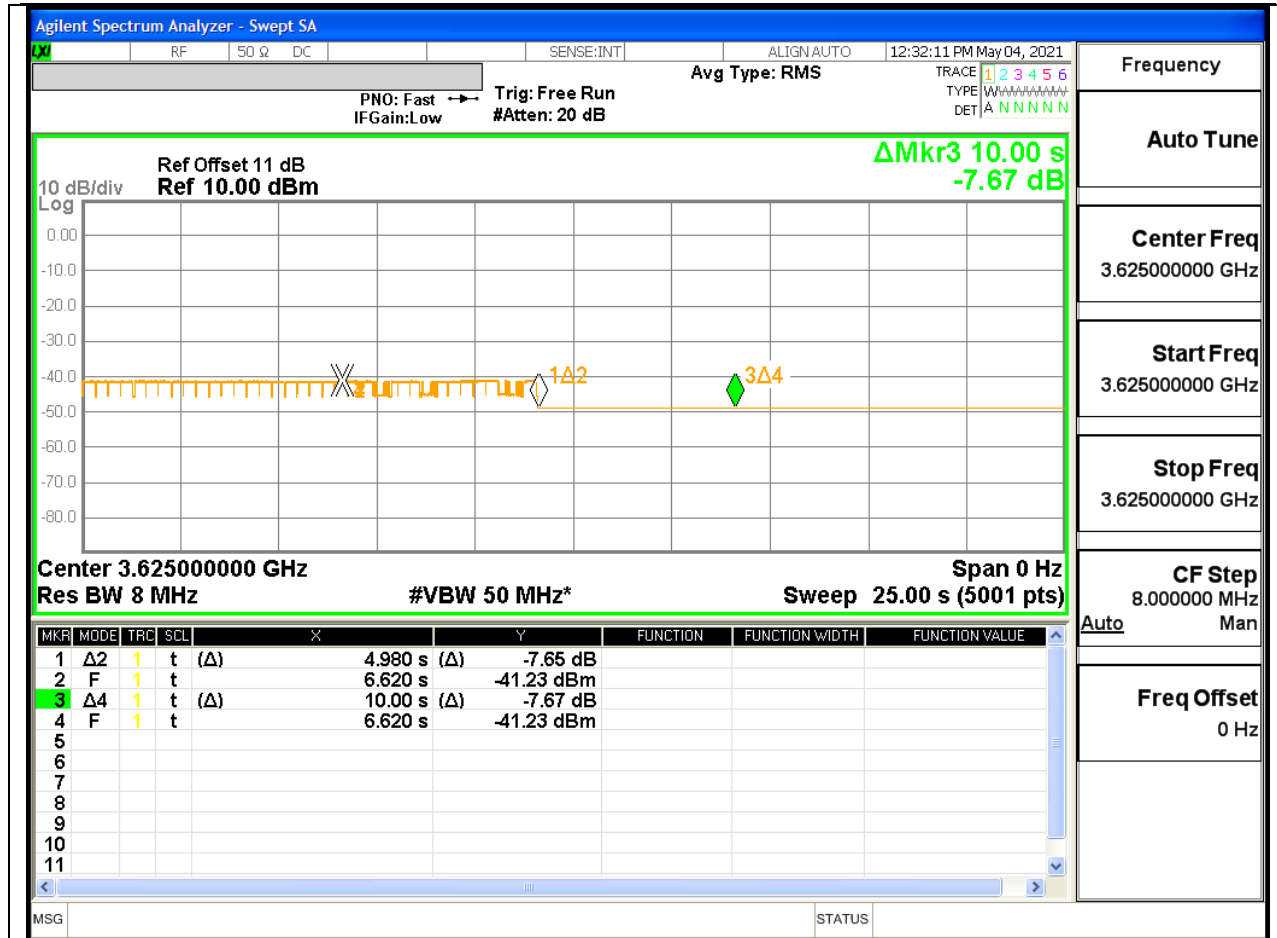 Agilent Spectrum Analyzer - Swept SA
LXI RF 50 Ω DC SENSE:INT ALIGN AUTO 12:32:11 PM May 04, 2021
PNO: Fast
IFGain:Low
Trig: Free Run
#Atten: 20 dB
Avg Type: RMS
TRACE 1 2 3 4 5 6
TYPE W
DET A N N N N N
Frequency
Auto Tune
Center Freq
3.625000000 GHz
Start Freq
3.625000000 GHz
Stop Freq
3.625000000 GHz
CF Step
8.000000 MHz
Auto Man
Freq Offset
0 Hz
ΔMkr3 10.00 s
-7.67 dB
Ref Offset 11 dB
10 dB/div Ref 10.00 dBm
Log
0.00
-10.0
-20.0
-30.0
-40.0
-50.0
-60.0
-70.0
-80.0
1Δ2
3Δ4
Center 3.625000000 GHz Span 0 Hz
Res BW 8 MHz #VBW 50 MHz* Sweep 25.00 s (5001 pts)
MKR MODE TRC SCL X Y FUNCTION FUNCTION WIDTH FUNCTION VALUE
1 Δ2 1 t (Δ) 4.980 s (Δ) -7.65 dB
2 F 1 t 6.620 s -41.23 dBm
3 Δ4 1 t (Δ) 10.00 s (Δ) -7.67 dB
4 F 1 t 6.620 s -41.23 dBm
5
6
7
8
9
10
11
MSG STATUS